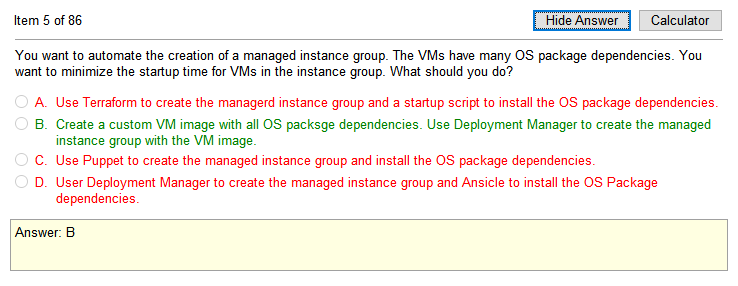 Item 5 of 86
Hide Answer
Calculator
You want to automate the creation of a managed instance group. The VMs have many OS package dependencies. You
want to minimize the startup time for VMs in the instance group. What should you do?
A. Use Terraform to create the managerd instance group and a startup script to install the OS package dependencies.
B. Create a custom VM image with all OS packsge dependencies. Use Deployment Manager to create the managed
instance group with the VM image.
C. Use Puppet to create the managed instance group and install the OS package dependencies.
D. User Deployment Manager to create the managed instance group and Ansicle to install the OS Package
dependencies.
Answer: B